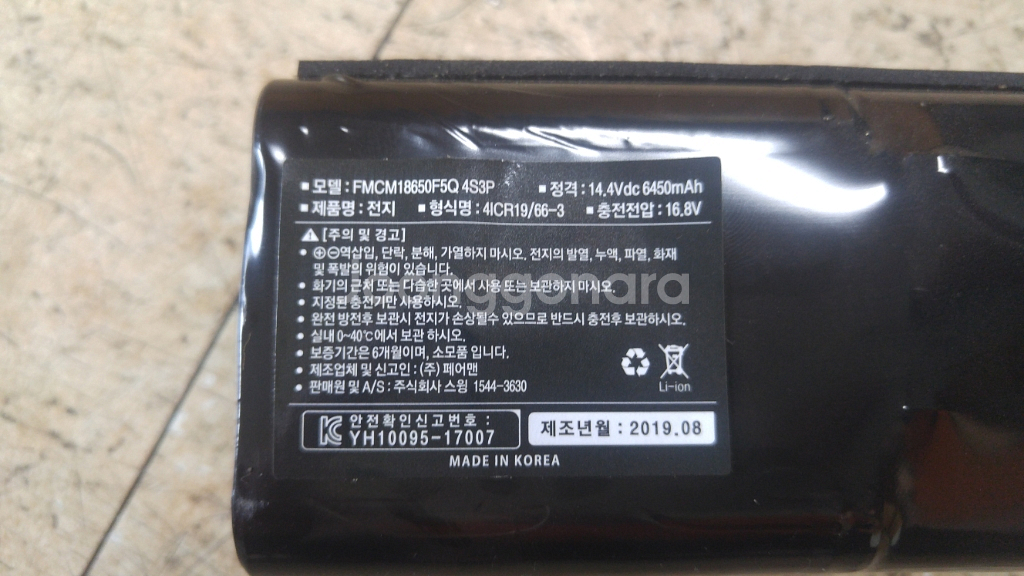 ▪ 모델 : FMCM18650F5Q 4S3P ▪ 정격 : 14.4Vdc 6450mAh
▪ 제품명 : 전지 ▪ 형식명 : 4ICR19/66-3 ▪ 충전전압 : 16.8V
⚠ [주의 및 경고]
• ⊕⊖역삽입, 단락, 분해, 가열하지 마시오. 전지의 발열, 누액, 파열, 화재
및 폭발의 위험이 있습니다.
• 화기의 근처 또는 다습한 곳에서 사용 또는 보관하지 마시오.
• 지정된 충전기만 사용하시오.
• 완전 방전후 보관시 전지가 손상될수 있으므로 반드시 충전후 보관하시오.
• 실내 0~40℃에서 보관 하시오.
• 보증기간은 6개월이며, 소모품 입니다.
• 제조업체 및 신고인 : (주) 페어맨
• 판매원 및 A/S : 주식회사 스윙 1544-3630
Li-ion
안전확인신고번호 :
YH10095-17007
제조년월 : 2019.08
MADE IN KOREA
ggonara